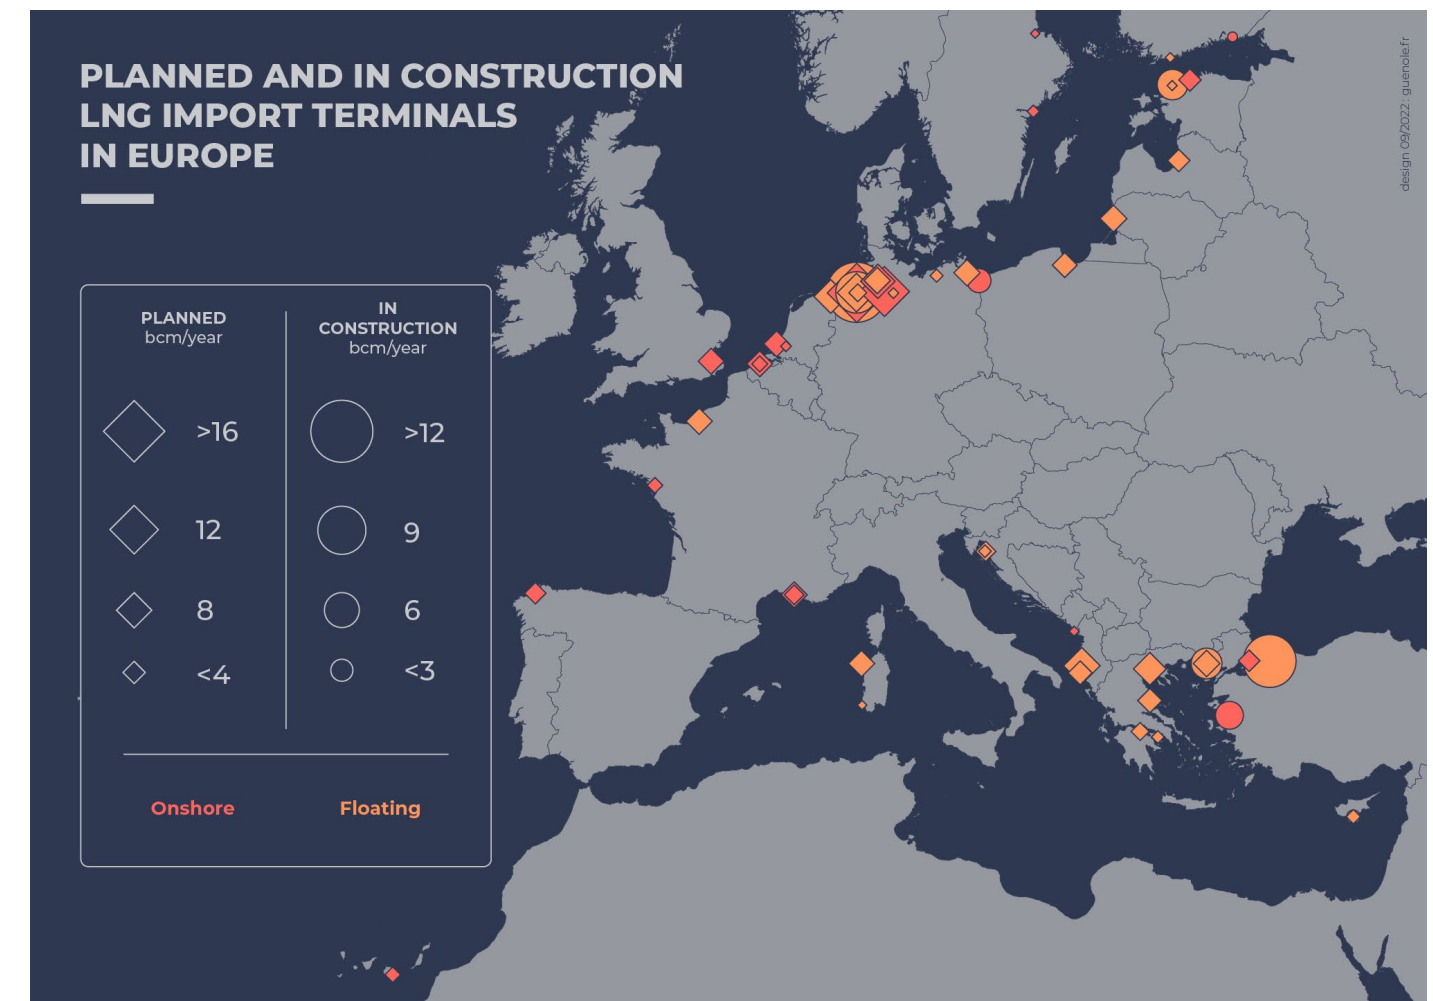 PLANNED AND IN CONSTRUCTION
LNG IMPORT TERMINALS
IN EUROPE
design 09/2022 : guenole.fr
PLANNED
bcm/year
>16
12
8
<4
IN
CONSTRUCTION
bcm/year
>12
9
6
<3
Onshore
Floating